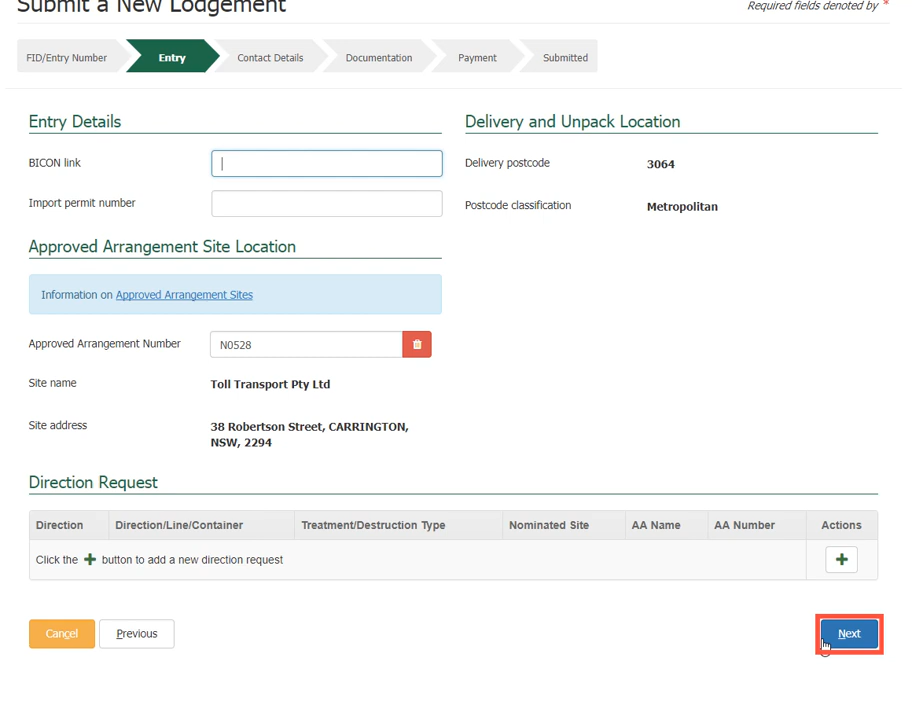 Submit a New Lodgement
Required fields denoted by *
FID/Entry Number
Entry
Contact Details
Documentation
Payment
Submitted
Entry Details
BICON link
Import permit number
Delivery and Unpack Location
Delivery postcode
3064
Postcode classification
Metropolitan
Approved Arrangement Site Location
Information on Approved Arrangement Sites
Approved Arrangement Number
N0528
Site name
Toll Transport Pty Ltd
Site address
38 Robertson Street, CARRINGTON,
NSW, 2294
Direction Request
Direction
Direction/Line/Container
Treatment/Destruction Type
Nominated Site
AA Name
AA Number
Actions
Click the + button to add a new direction request
Cancel
Previous
Next